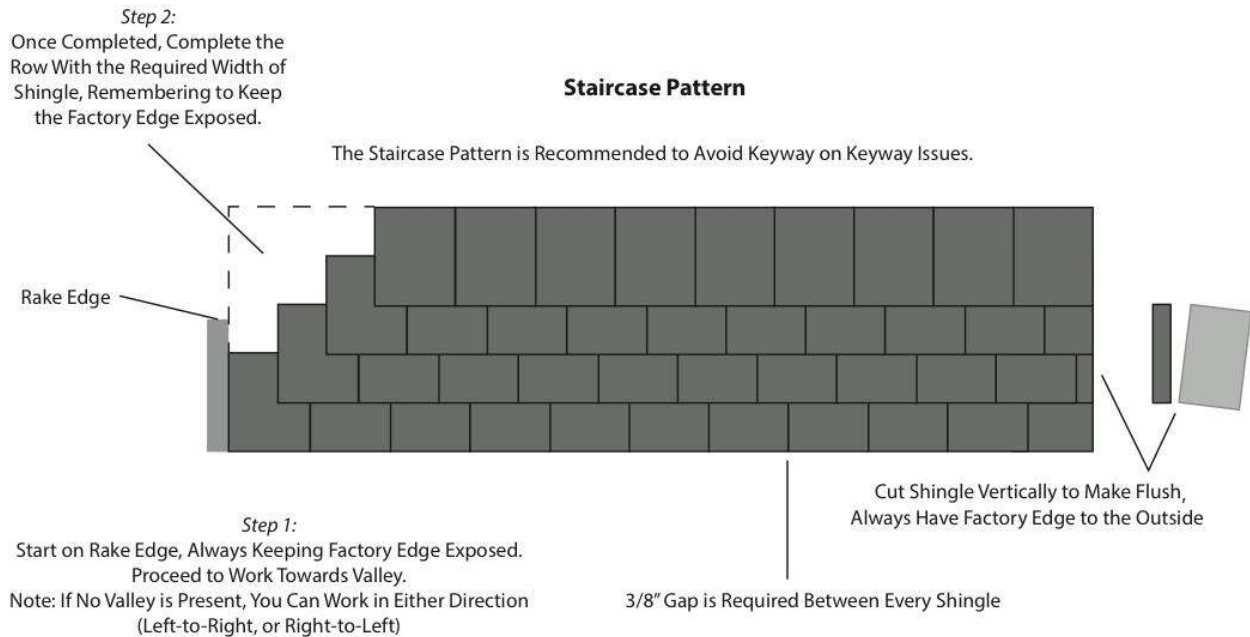 Step 2:
Once Completed, Complete the
Row With the Required Width of
Shingle, Remembering to Keep
the Factory Edge Exposed.
Staircase Pattern
The Staircase Pattern is Recommended to Avoid Keyway on Keyway Issues.
Rake Edge
Cut Shingle Vertically to Make Flush,
Always Have Factory Edge to the Outside
Step 1:
Start on Rake Edge, Always Keeping Factory Edge Exposed.
Proceed to Work Towards Valley.
Note: If No Valley is Present, You Can Work in Either Direction
(Left-to-Right, or Right-to-Left)
3/8” Gap is Required Between Every Shingle